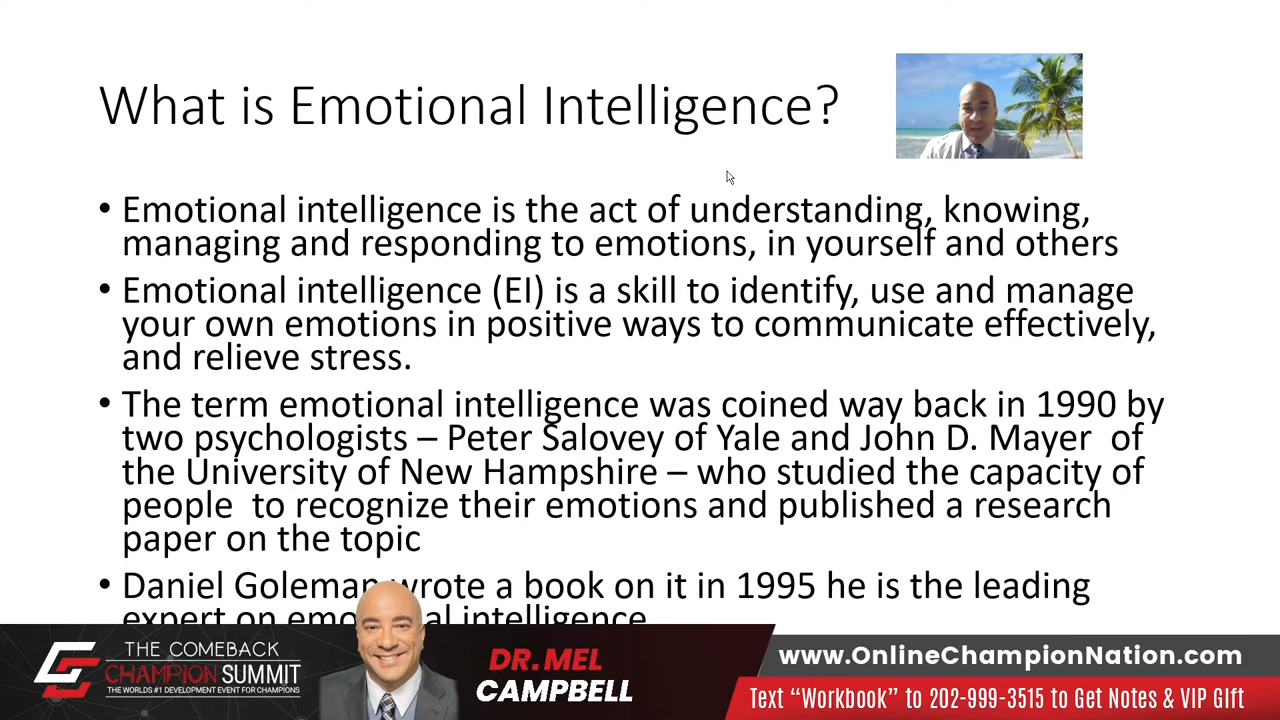 What is Emotional Intelligence?
• Emotional intelligence is the act of understanding, knowing,
managing and responding to emotions, in yourself and others
• Emotional intelligence (EI) is a skill to identify, use and manage
your own emotions in positive ways to communicate effectively,
and relieve stress.
• The term emotional intelligence was coined way back in 1990 by
two psychologists – Peter Salovey of Yale and John D. Mayer  of
the University of New Hampshire – who studied the capacity of
people  to recognize their emotions and published a research
paper on the topic
• Daniel Goleman wrote a book on it in 1995 he is the leading
expert on emotional intelligence
THE COMEBACK
CHAMPION SUMMIT
THE WORLDS #1 DEVELOPMENT EVENT FOR CHAMPIONS
DR. MEL
CAMPBELL
www.OnlineChampionNation.com
Text “Workbook” to 202-999-3515 to Get Notes & VIP GIft